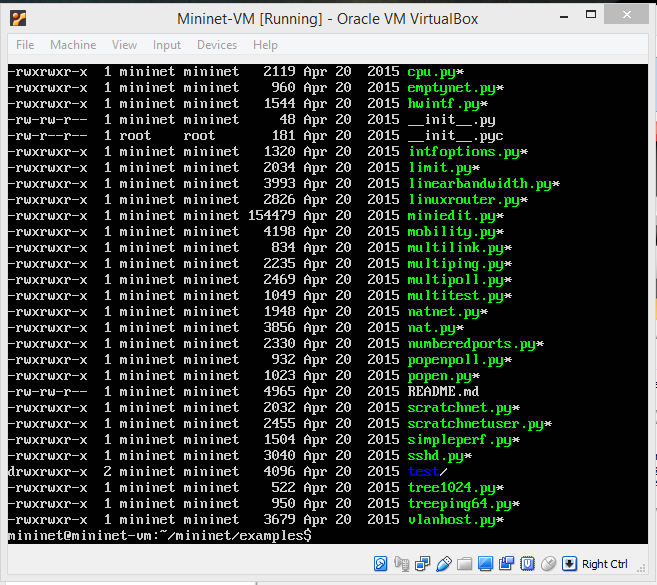 Mininet-VM [Running] - Oracle VM VirtualBox
File Machine View Input Devices Help
-rwxrwxr-x 1 mininet mininet 2119 Apr 20 2015 cpu.py*
-rwxrwxr-x 1 mininet mininet 960 Apr 20 2015 emptynet.py*
-rwxrwxr-x 1 mininet mininet 1544 Apr 20 2015 hwintf.py*
-rw-rw-r-- 1 mininet mininet 48 Apr 20 2015 __init__.py
-rw-r--r-- 1 root root 181 Apr 20 2015 __init__.pyc
-rwxrwxr-x 1 mininet mininet 1320 Apr 20 2015 intfoptions.py*
-rwxrwxr-x 1 mininet mininet 2034 Apr 20 2015 limit.py*
-rwxrwxr-x 1 mininet mininet 3993 Apr 20 2015 linearbandwidth.py*
-rwxrwxr-x 1 mininet mininet 2826 Apr 20 2015 linuxrouter.py*
-rwxrwxr-x 1 mininet mininet 154479 Apr 20 2015 miniedit.py*
-rwxrwxr-x 1 mininet mininet 4198 Apr 20 2015 mobility.py*
-rwxrwxr-x 1 mininet mininet 834 Apr 20 2015 multilink.py*
-rwxrwxr-x 1 mininet mininet 2235 Apr 20 2015 multiping.py*
-rwxrwxr-x 1 mininet mininet 2469 Apr 20 2015 multipoll.py*
-rwxrwxr-x 1 mininet mininet 1049 Apr 20 2015 multitest.py*
-rwxrwxr-x 1 mininet mininet 1948 Apr 20 2015 natnet.py*
-rwxrwxr-x 1 mininet mininet 3856 Apr 20 2015 nat.py*
-rwxrwxr-x 1 mininet mininet 2330 Apr 20 2015 numberedports.py*
-rwxrwxr-x 1 mininet mininet 932 Apr 20 2015 popenpoll.py*
-rwxrwxr-x 1 mininet mininet 1023 Apr 20 2015 popen.py*
-rw-rw-r-- 1 mininet mininet 4965 Apr 20 2015 README.md
-rwxrwxr-x 1 mininet mininet 2032 Apr 20 2015 scratchnet.py*
-rwxrwxr-x 1 mininet mininet 2455 Apr 20 2015 scratchnetuser.py*
-rwxrwxr-x 1 mininet mininet 1504 Apr 20 2015 simpleperf.py*
-rwxrwxr-x 1 mininet mininet 3040 Apr 20 2015 sshd.py*
drwxrwxr-x 2 mininet mininet 4096 Apr 20 2015 test/
-rwxrwxr-x 1 mininet mininet 522 Apr 20 2015 tree1024.py*
-rwxrwxr-x 1 mininet mininet 950 Apr 20 2015 treeping64.py*
-rwxrwxr-x 1 mininet mininet 3679 Apr 20 2015 vlanhost.py*
mininet@mininet-vm:~/mininet/examples$
Right Ctrl